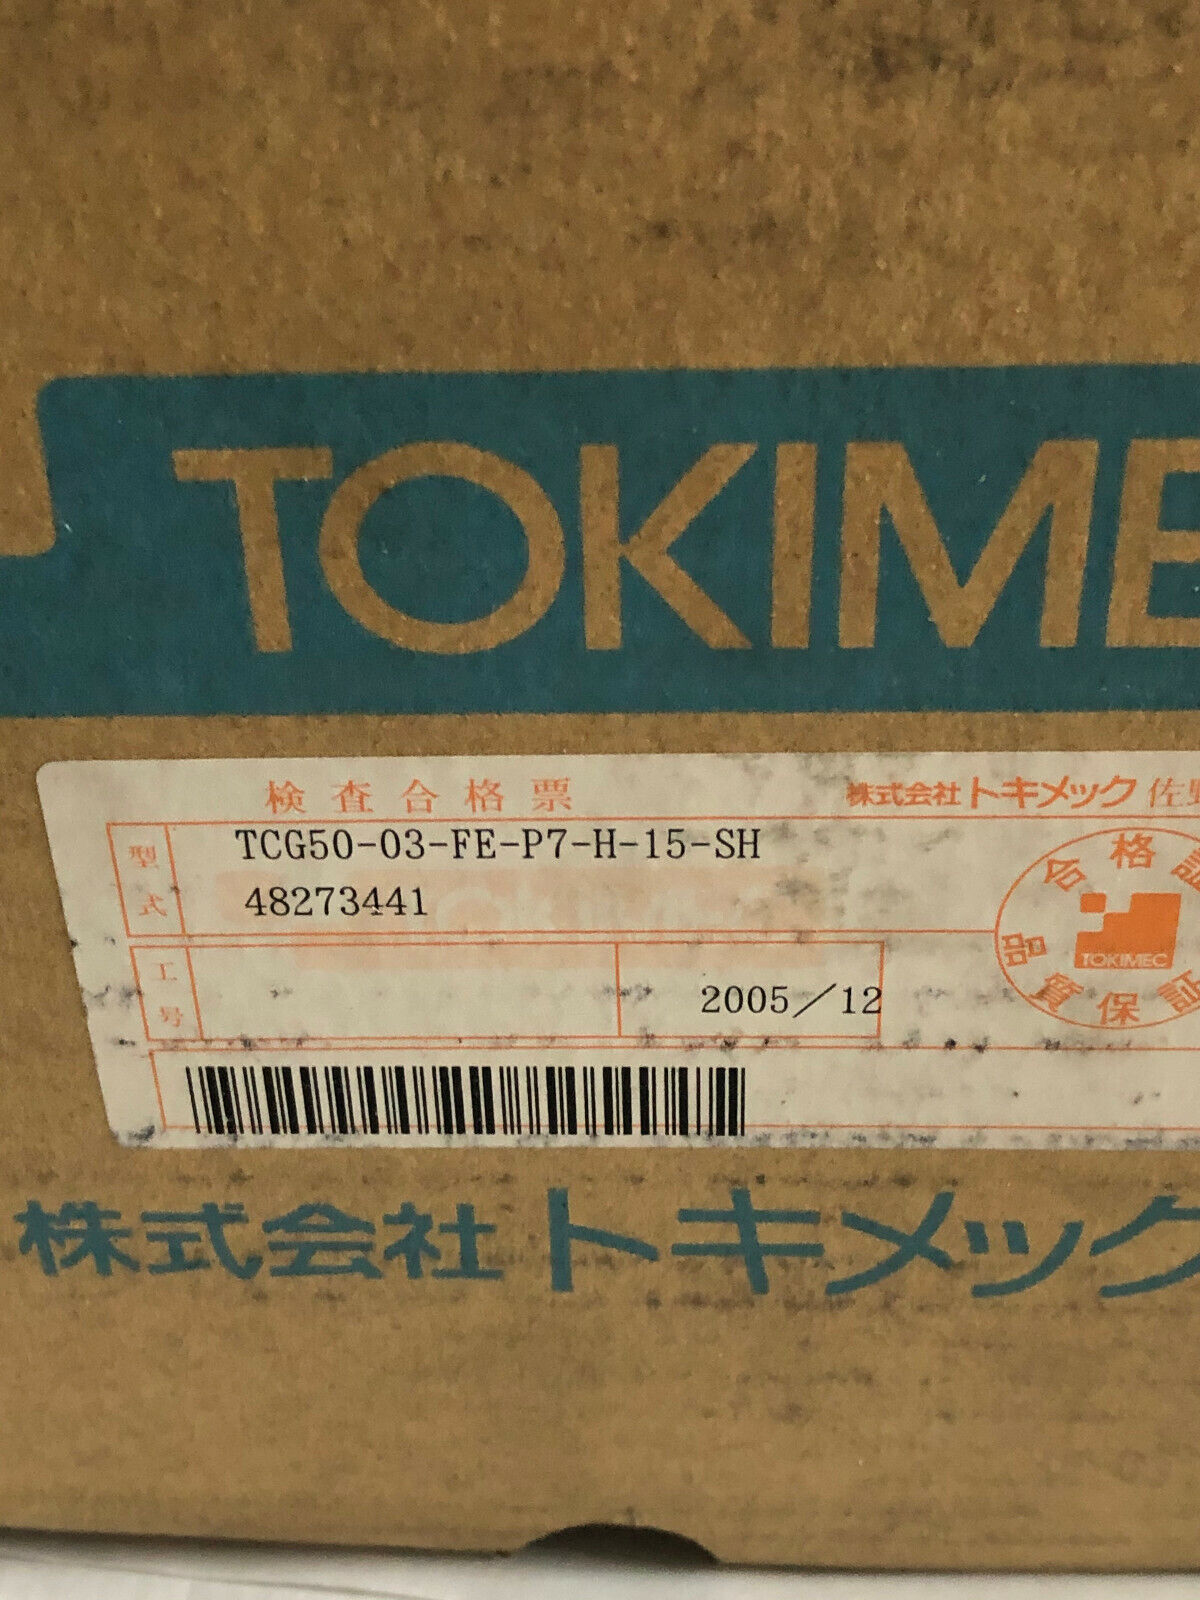 TOKIME
検査合格票
株式会社トキメック 佐野
型式
TCG50-03-FE-P7-H-15-SH
48273441
合格証
TOKIMEC
品質保証
工号
2005／12
株式会社トキメック